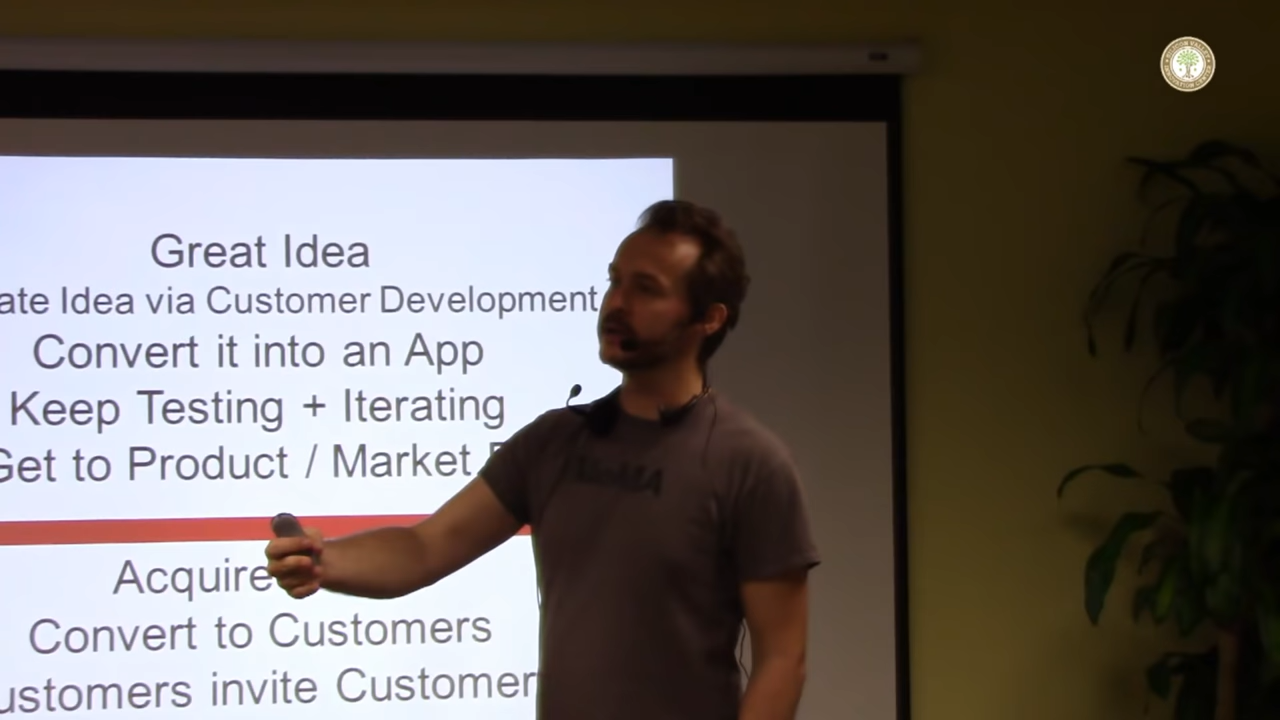 Great Idea
ate Idea via Customer Development
Convert it into an App
Keep Testing + Iterating
Get to Product / Market
Acquire
Convert to Customers
ustomers invite Customer